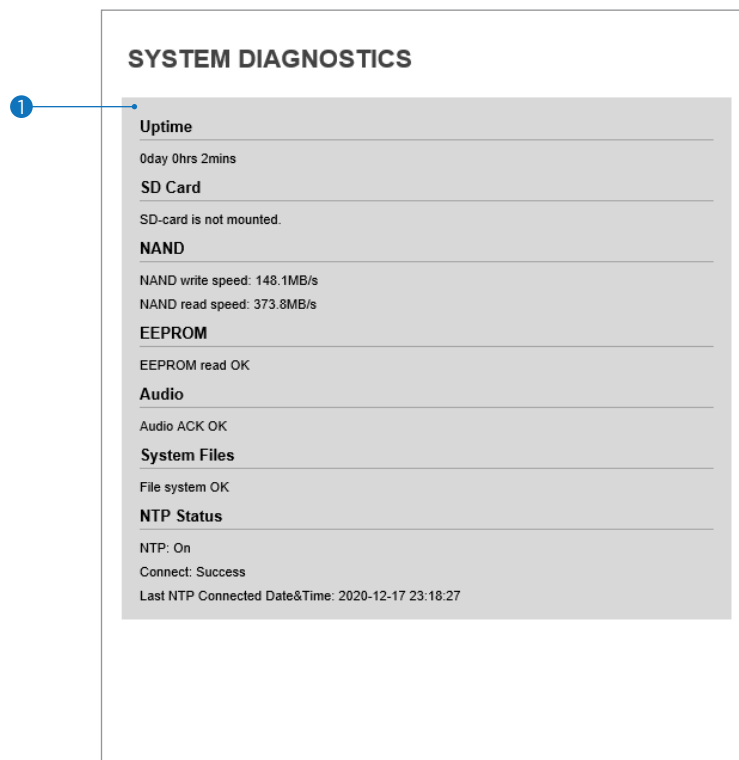 SYSTEM DIAGNOSTICS
1
Uptime
0day 0hrs 2mins
SD Card
SD-card is not mounted.
NAND
NAND write speed: 148.1MB/s
NAND read speed: 373.8MB/s
EEPROM
EEPROM read OK
Audio
Audio ACK OK
System Files
File system OK
NTP Status
NTP: On
Connect: Success
Last NTP Connected Date&Time: 2020-12-17 23:18:27